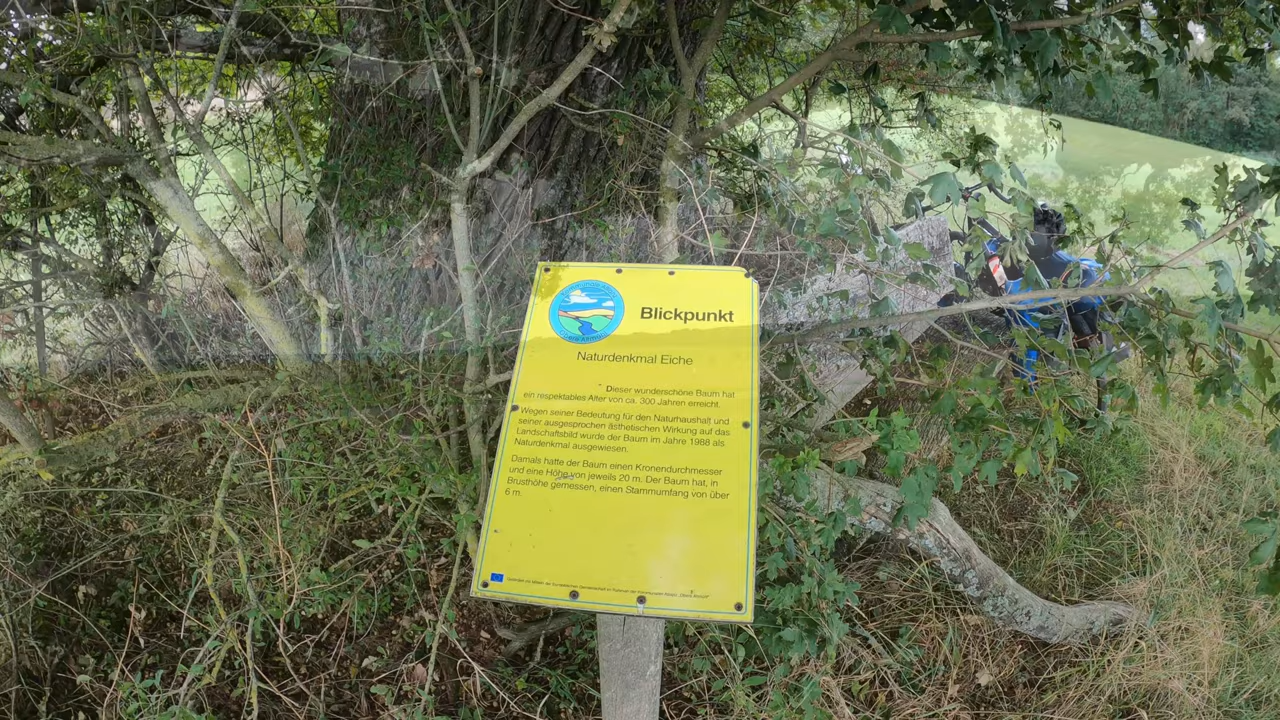 Blickpunkt
Naturdenkmal Eiche
Dieser wunderschöne Baum hat
ein respektables Alter von ca. 300 Jahren erreicht.
Wegen seiner Bedeutung für den Naturhaushalt und
seiner ausgesprochen ästhetischen Wirkung auf das
Landschaftsbild wurde der Baum im Jahre 1988 als
Naturdenkmal ausgewiesen.
Damals hatte der Baum einen Kronendurchmesser
und eine Höhe von jeweils 20 m. Der Baum hat, in
Brusthöhe gemessen, einen Stammumfang von über
6 m.